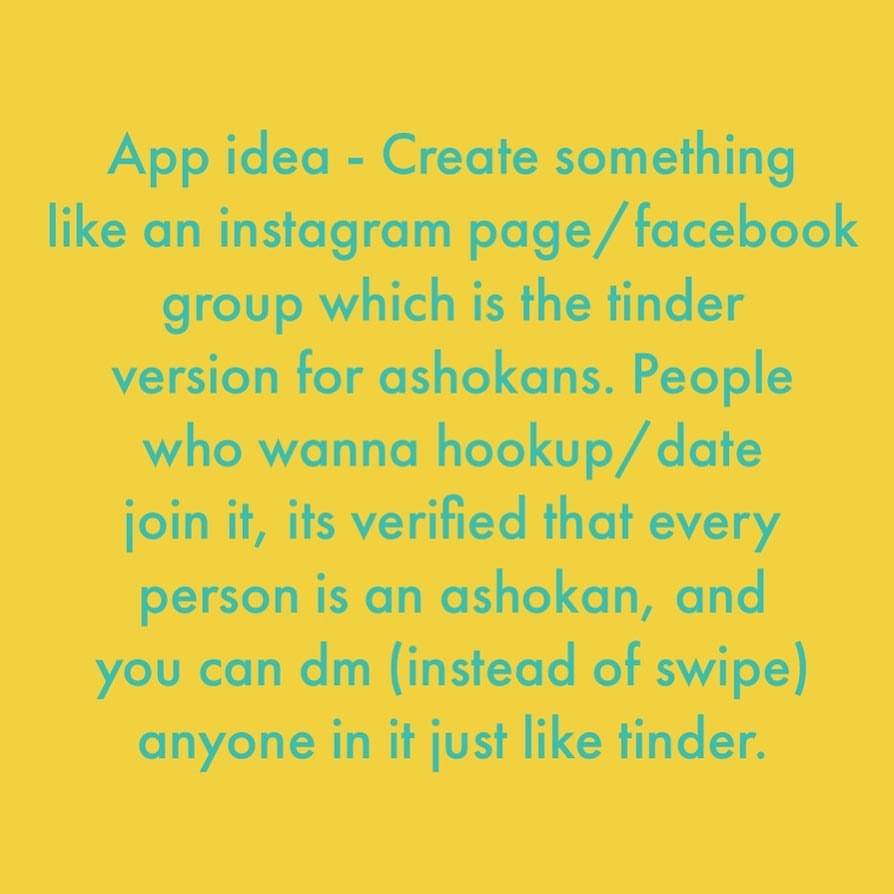 App idea - Create something
like an instagram page/facebook
group which is the tinder
version for ashokans. People
who wanna hookup/date
join it, its verified that every
person is an ashokan, and
you can dm (instead of swipe)
anyone in it just like tinder.